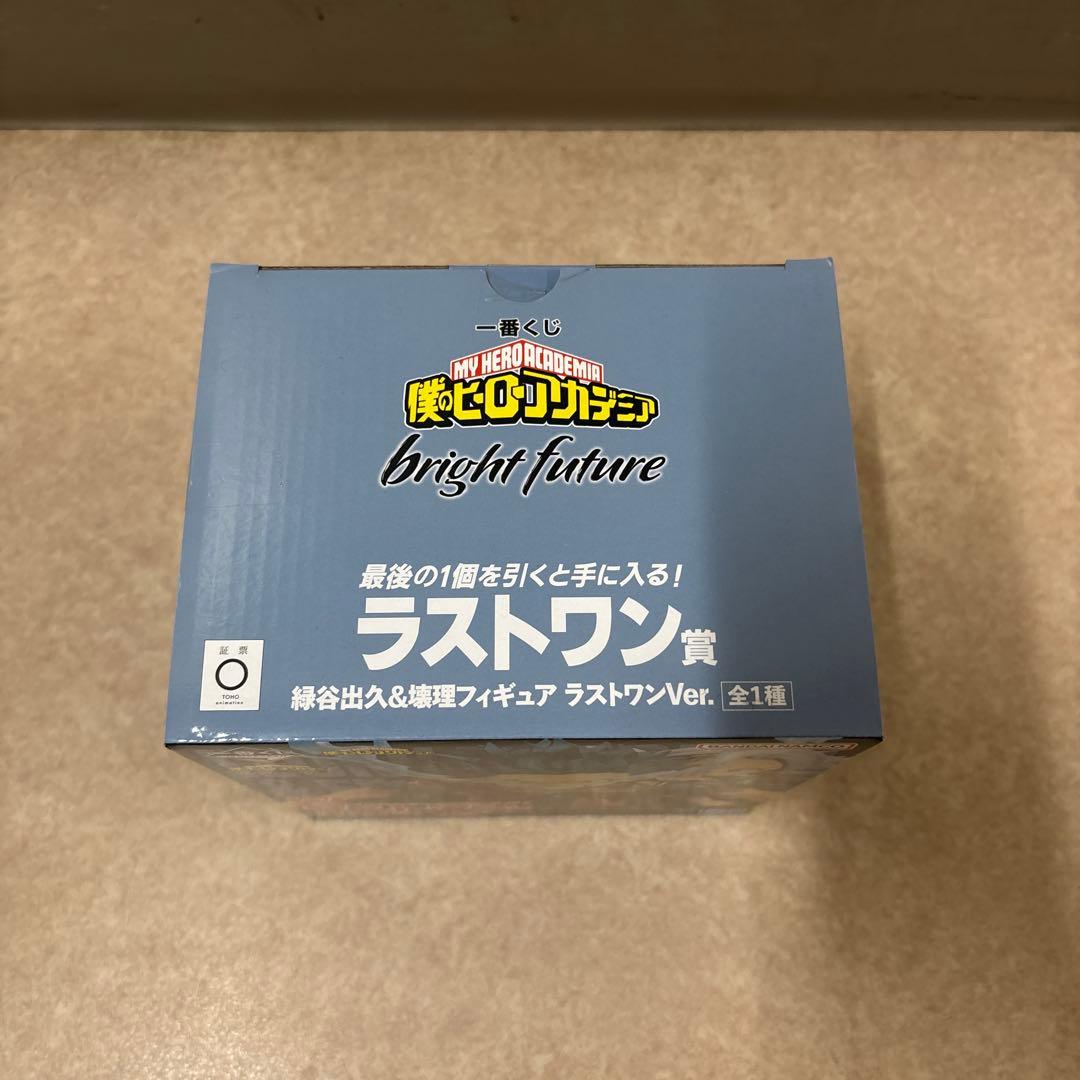 一番くじ
MY HERO ACADEMIA
僕のヒーローアカデミア
bright future
最後の1個を引くと手に入る!
ラストワン賞
緑谷出久&壊理フィギュア ラストワンVer. 全1種
証票
TOHO
animation
BANDAI NAMCO